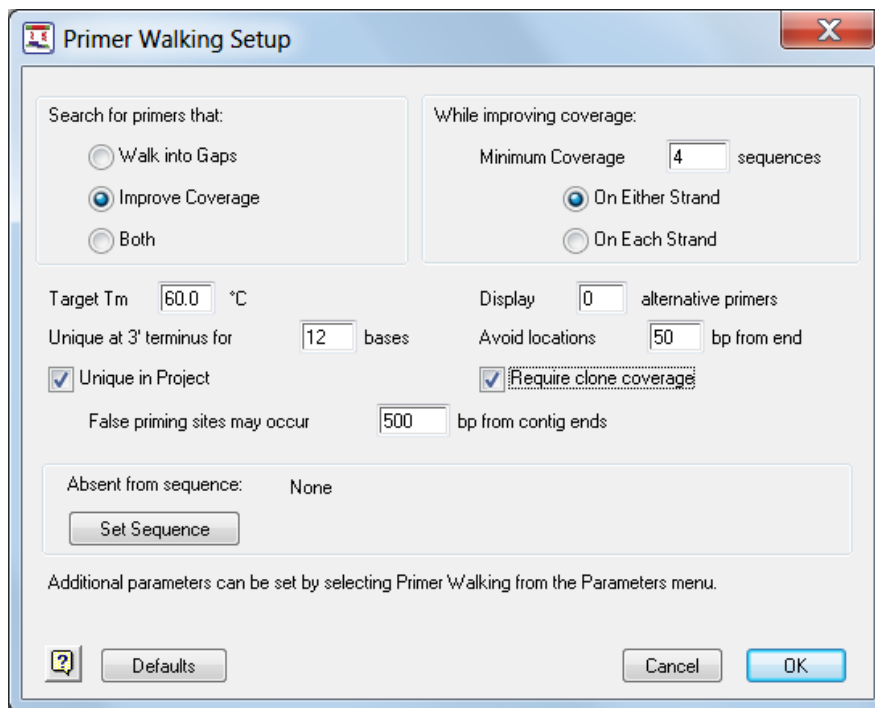 Primer Walking Setup
Search for primers that:
Walk into Gaps
Improve Coverage
Both
While improving coverage:
Minimum Coverage 4 sequences
On Either Strand
On Each Strand
Target Tm 60.0 °C
Display 0 alternative primers
Unique at 3' terminus for 12 bases
Avoid locations 50 bp from end
Unique in Project
Require clone coverage
False priming sites may occur 500 bp from contig ends
Absent from sequence: None
Set Sequence
Additional parameters can be set by selecting Primer Walking from the Parameters menu.
? Defaults Cancel OK